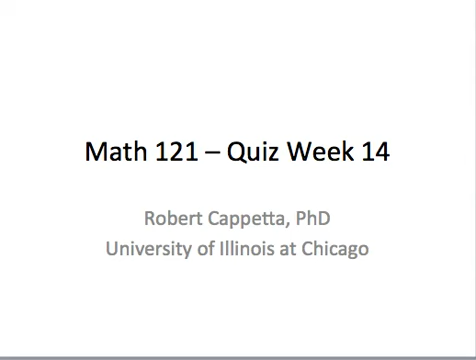 Math 121 – Quiz Week 14
Robert Cappetta, PhD
University of Illinois at Chicago